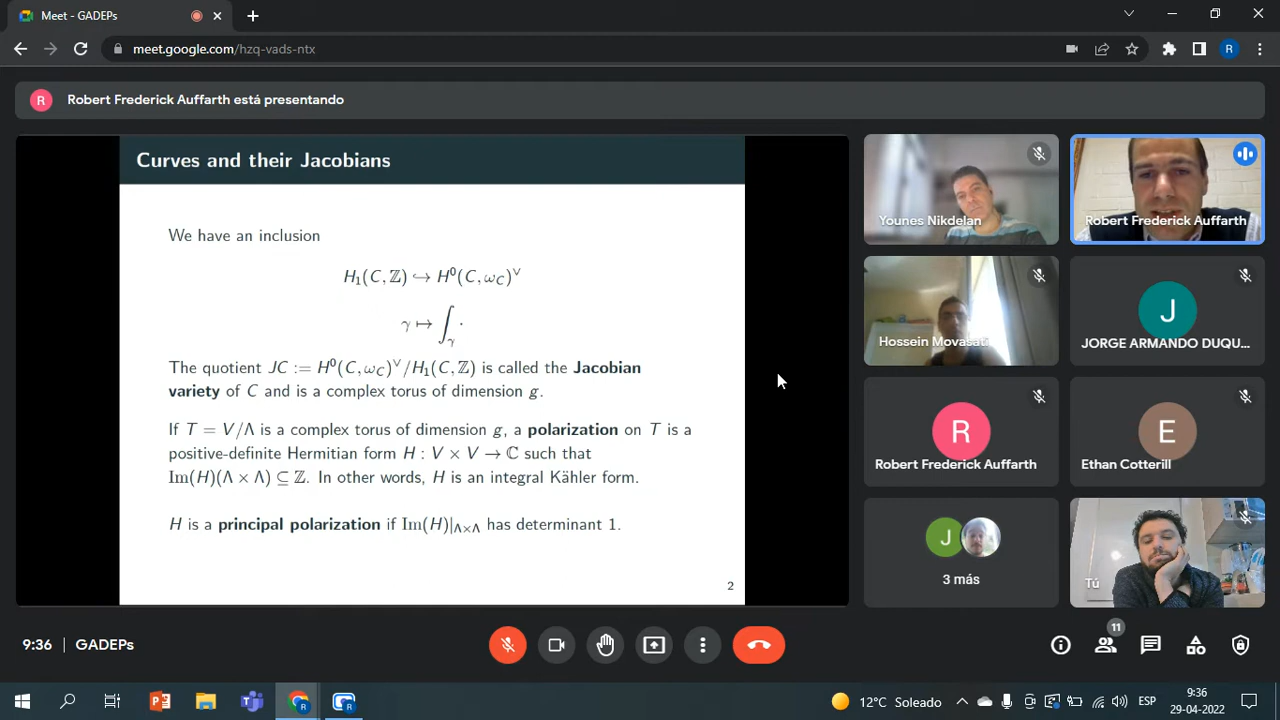 Meet - GADEPs
meet.google.com/hzq-vads-ntx
R
R
Robert Frederick Auffarth está presentando
Curves and their Jacobians
We have an inclusion
H₁(C, ℤ) ↪ H⁰(C, ω_C)^∨
γ ↦ ∫_γ ·
The quotient JC := H⁰(C, ω_C)^∨/H₁(C, ℤ) is called the Jacobian
variety of C and is a complex torus of dimension g.
If T = V/Λ is a complex torus of dimension g, a polarization on T is a
positive-definite Hermitian form H : V × V → ℂ such that
Im(H)(Λ × Λ) ⊆ ℤ. In other words, H is an integral Kähler form.
H is a principal polarization if Im(H)|_Λ×Λ has determinant 1.
2
Younes Nikdelan
Robert Frederick Auffarth
Hossein Movasati
J
JORGE ARMANDO DUQU...
R
Robert Frederick Auffarth
E
Ethan Cotterill
J
3 más
Tú
9:36 | GADEPs
11
12°C Soleado
ESP
9:36
29-04-2022